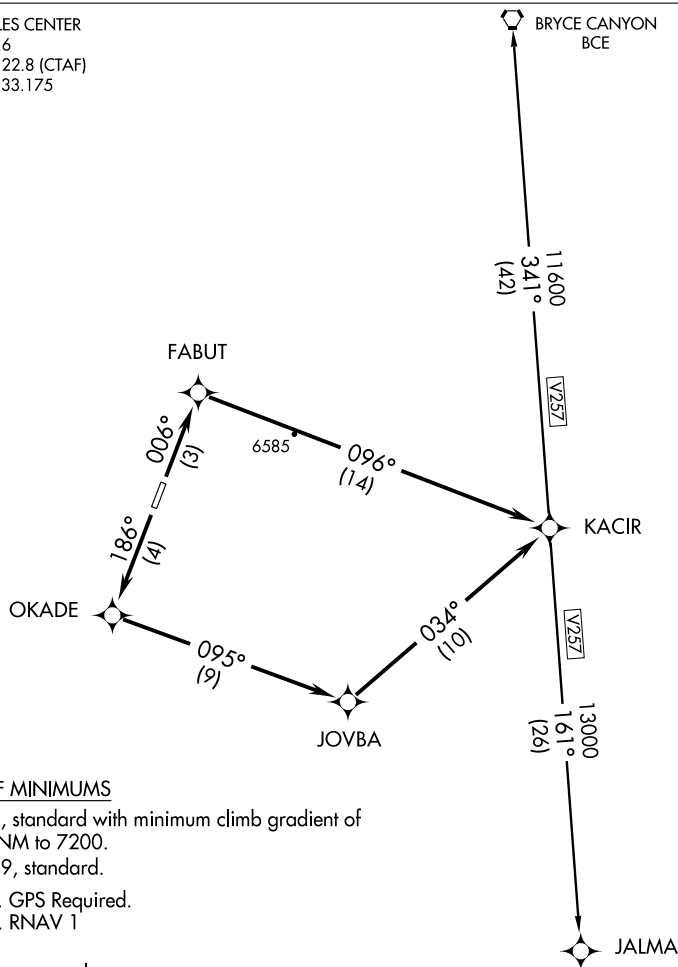 LES CENTER
6
22.8 (CTAF)
33.175
BRYCE CANYON
BCE
11600
341°
(42)
V257
FABUT
006°
(3)
6585
096°
(14)
KACIR
186°
(4)
OKADE
095°
(9)
034°
(10)
JOVBA
V257
13000
161°
(26)
JALMA
F MINIMUMS
, standard with minimum climb gradient of
NM to 7200.
9, standard.
. GPS Required.
. RNAV 1